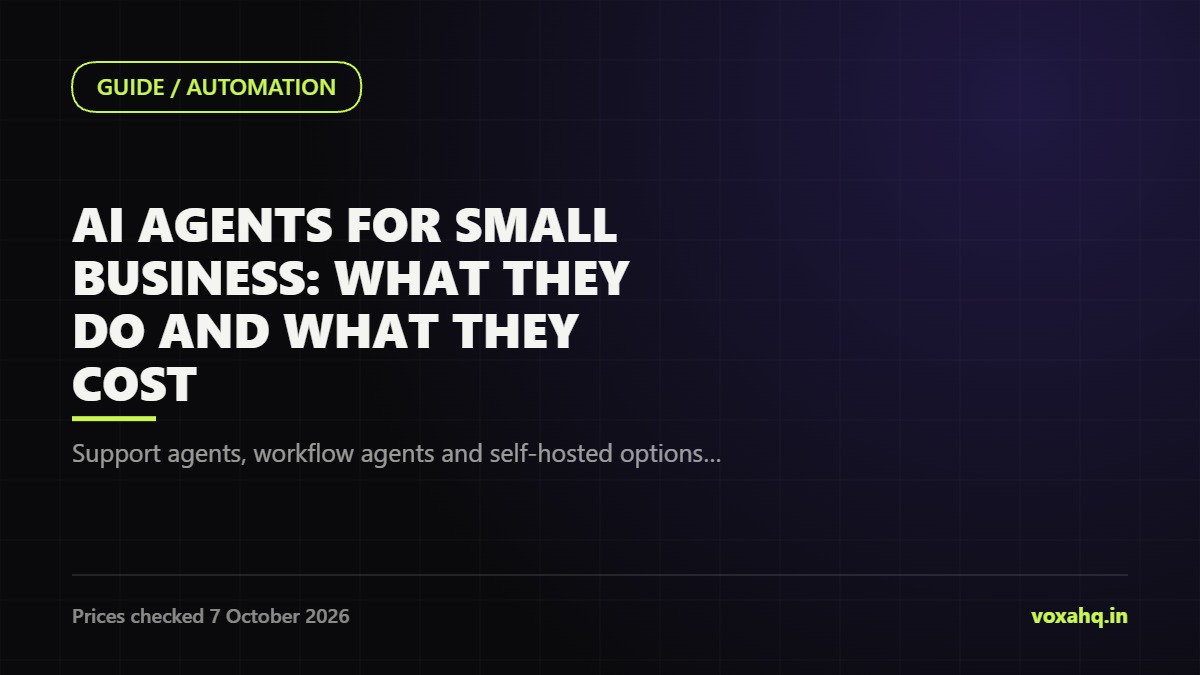 GUIDE / AUTOMATION
AI AGENTS FOR SMALL
BUSINESS: WHAT THEY
DO AND WHAT THEY
COST
Support agents, workflow agents and self-hosted options...
Prices checked 7 October 2026
voxahq.in